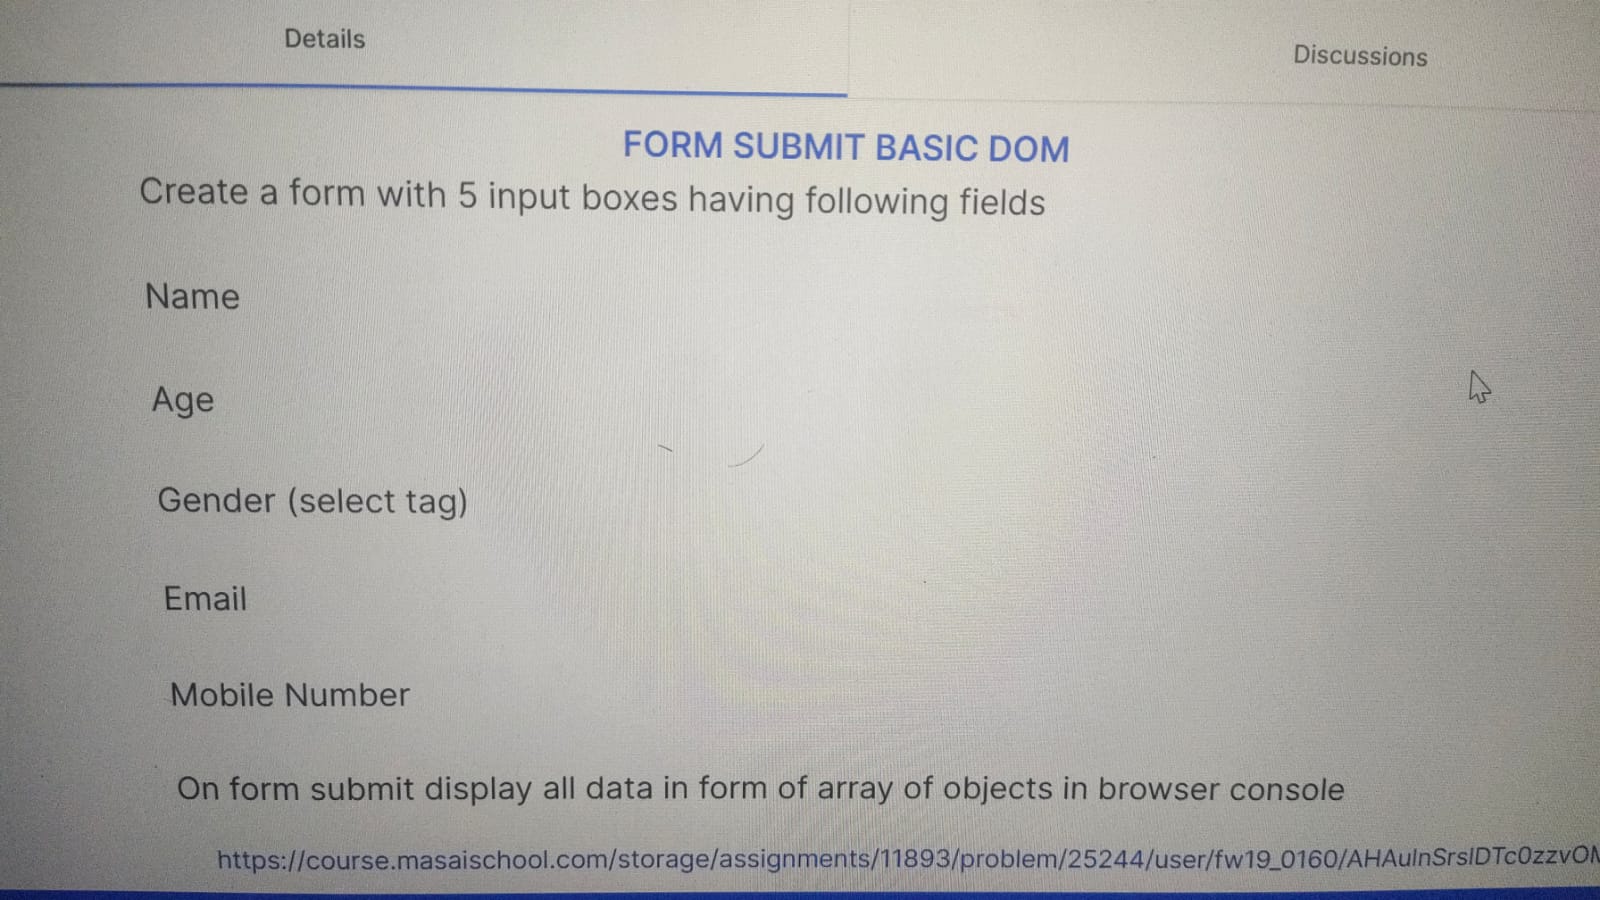 Details
Discussions
FORM SUBMIT BASIC DOM
Create a form with 5 input boxes having following fields
Name
Age
Gender (select tag)
Email
Mobile Number
On form submit display all data in form of array of objects in browser console
https://course.masaischool.com/storage/assignments/11893/problem/25244/user/fw19_0160/